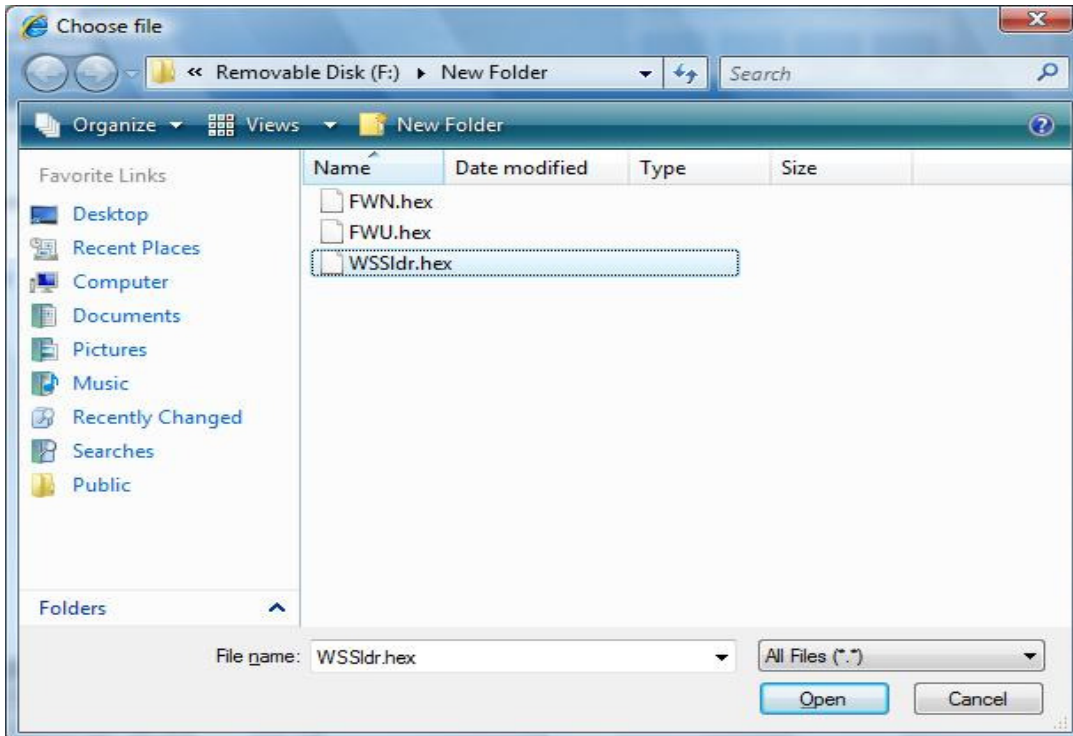 Choose file
« Removable Disk (F:) ▸ New Folder
Search
Organize Views New Folder
Favorite Links
Desktop
Recent Places
Computer
Documents
Pictures
Music
Recently Changed
Searches
Public
Folders
Name Date modified Type Size
FWN.hex
FWU.hex
WSSldr.hex
File name: WSSldr.hex All Files (*.*)
Open Cancel